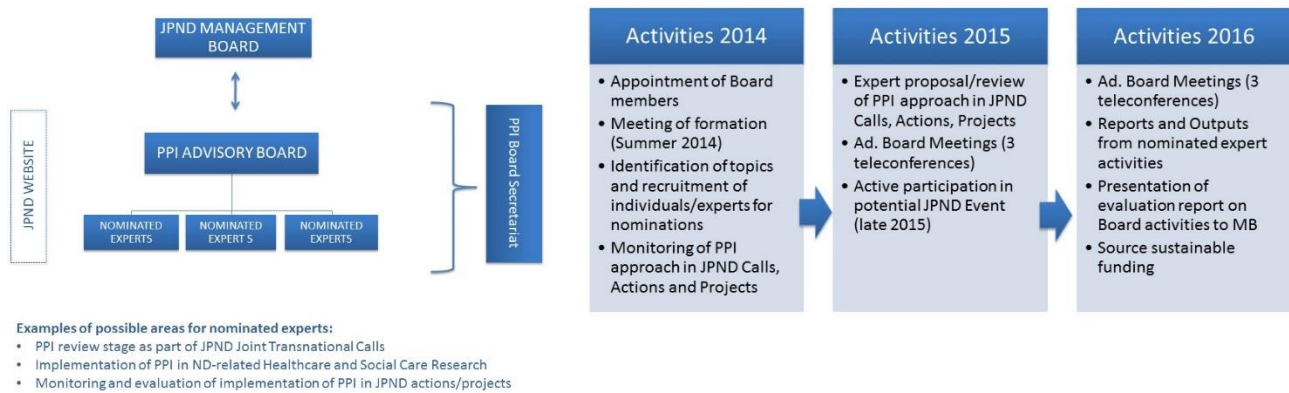 JPND MANAGEMENT
BOARD
JPND WEBSITE
PPI ADVISORY BOARD
NOMINATED
EXPERTS
NOMINATED
EXPERT S
NOMINATED
EXPERTS
PPI Board Secretariat
Examples of possible areas for nominated experts:
• PPI review stage as part of JPND Joint Transnational Calls
• Implementation of PPI in ND-related Healthcare and Social Care Research
• Monitoring and evaluation of implementation of PPI in JPND actions/projects
Activities 2014
• Appointment of Board
members
• Meeting of formation
(Summer 2014)
• Identification of topics
and recruitment of
individuals/experts for
nominations
• Monitoring of PPI
approach in JPND Calls,
Actions and Projects
Activities 2015
• Expert proposal/review
of PPI approach in JPND
Calls, Actions, Projects
• Ad. Board Meetings (3
teleconferences)
• Active participation in
potential JPND Event
(late 2015)
Activities 2016
• Ad. Board Meetings (3
teleconferences)
• Reports and Outputs
from nominated expert
activities
• Presentation of
evaluation report on
Board activities to MB
• Source sustainable
funding